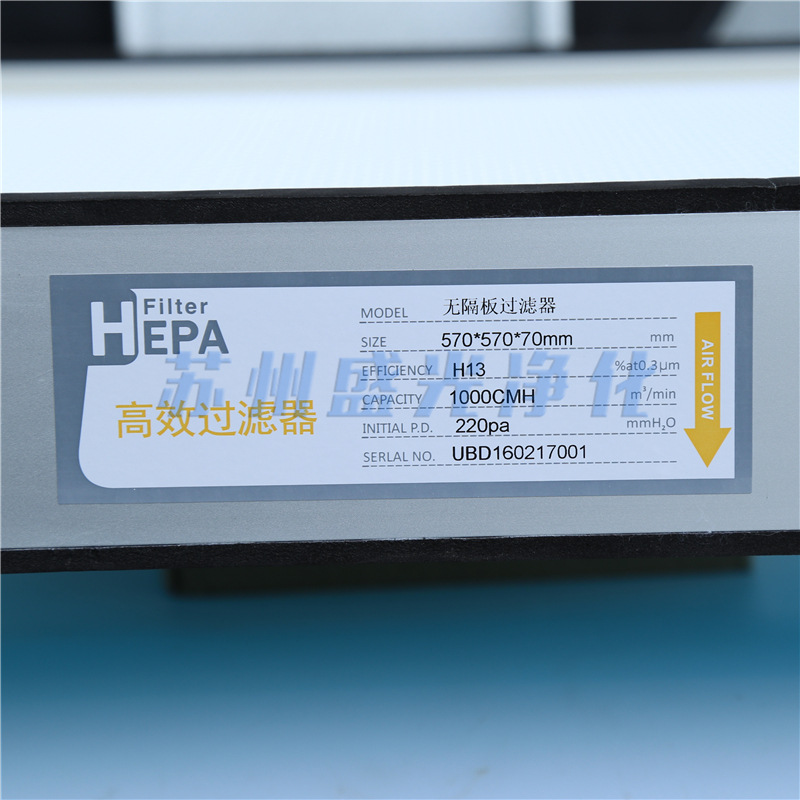 Filter
HEPA
高效过滤器
MODEL 无隔板过滤器
SIZE 570*570*70mm mm
EFFICIENCY H13 %at0.3μm
CAPACITY 1000CMH m³/min
INITIAL P.D. 220pa mmH₂O
SERIAL NO. UBD160217001
AIR FLOW
苏州盛光净化